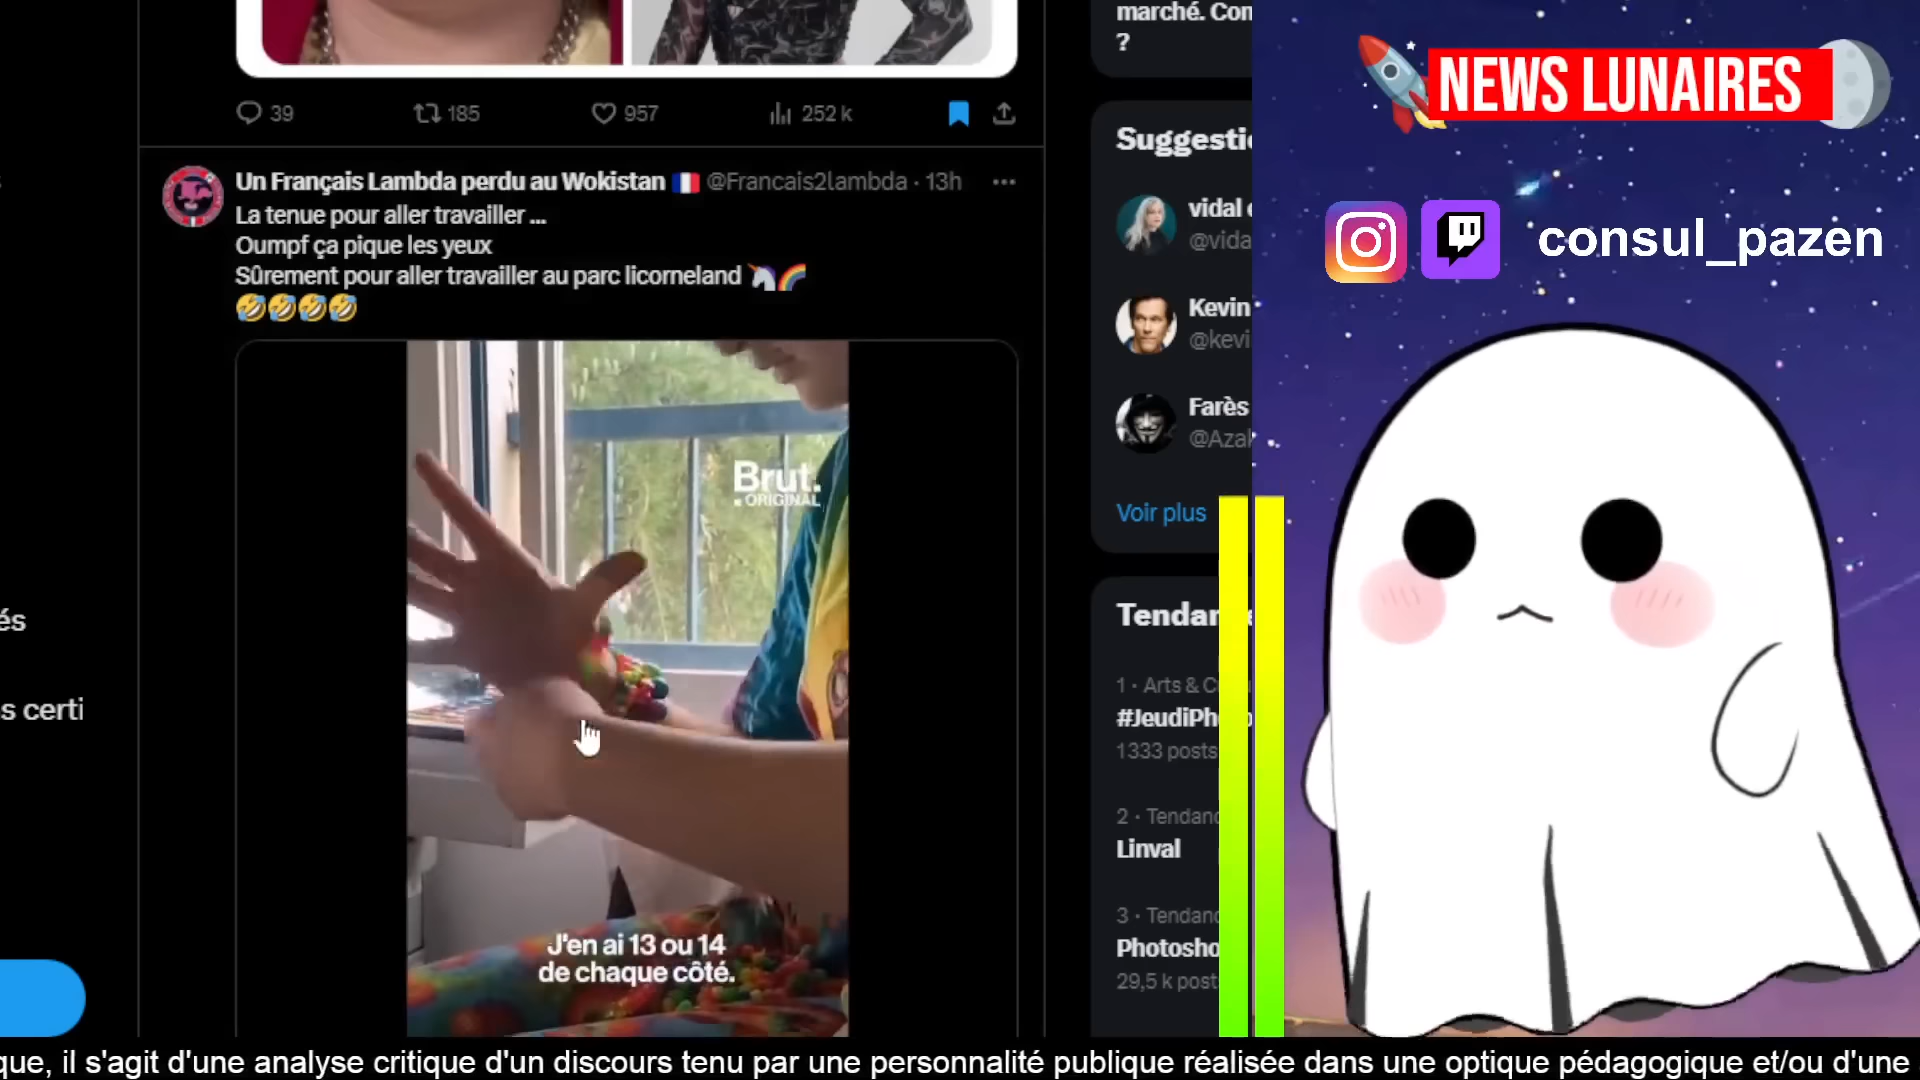 39
185
957
252 k
Un Français Lambda perdu au Wokistan 🇫🇷 @Francais2lambda · 13h
La tenue pour aller travailler ...
Oumpf ça pique les yeux
Sûrement pour aller travailler au parc licorneland 🦄🌈
🤣🤣🤣🤣
Brut.
ORIGINAL
J'en ai 13 ou 14
de chaque côté.
és
s certi
marché. Con
?
Suggesti
vidal
@vida
Kevin
@kevi
Farès
@Azal
Voir plus
Tendan
1 · Arts & C
#JeudiPh
1333 posts
2 · Tendanc
Linval
3 · Tendanc
Photosho
29,5 k post
NEWS LUNAIRES
consul_pazen
que, il s'agit d'une analyse critique d'un discours tenu par une personnalité publique réalisée dans une optique pédagogique et/ou d'une